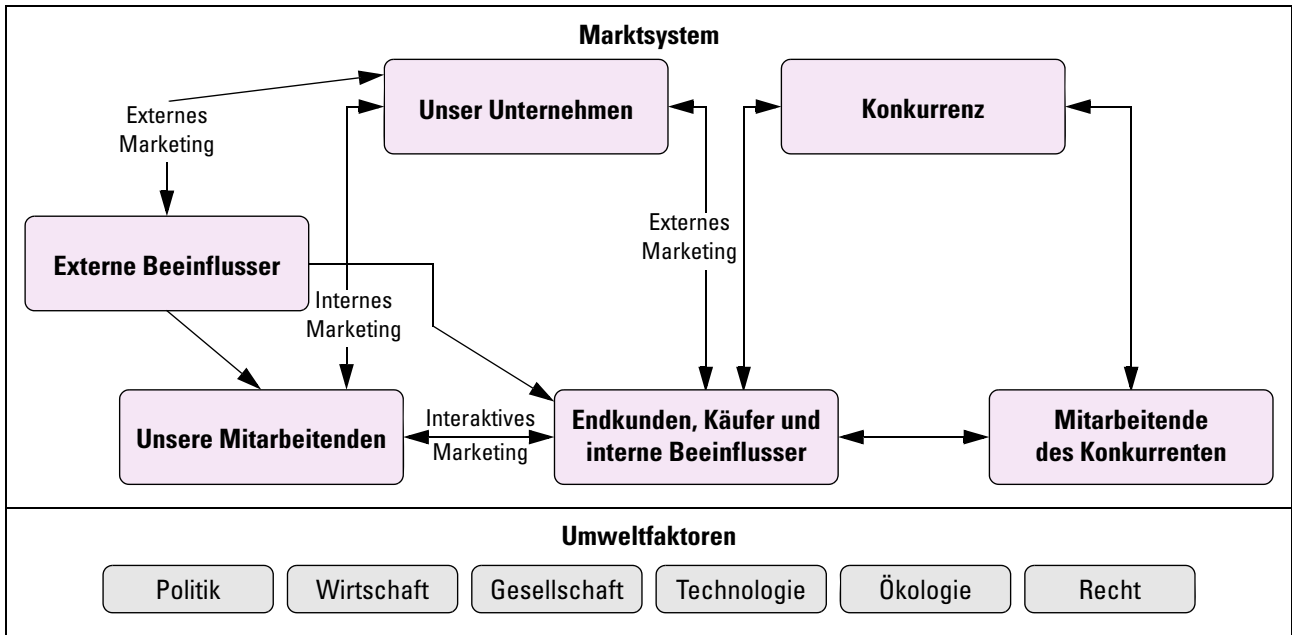 Marktsystem
Unser Unternehmen
Konkurrenz
Externes
Marketing
Externes
Marketing
Externe Beeinflusser
Internes
Marketing
Unsere Mitarbeitenden
Interaktives
Marketing
Endkunden, Käufer und
interne Beeinflusser
Mitarbeitende
des Konkurrenten
Umweltfaktoren
Politik
Wirtschaft
Gesellschaft
Technologie
Ökologie
Recht